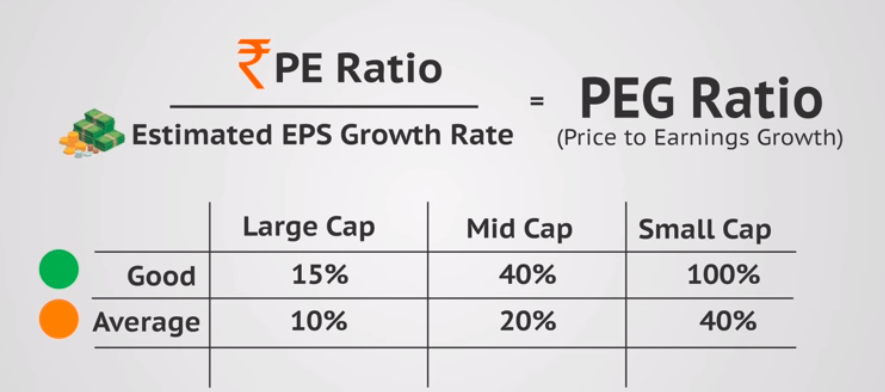 ₹ PE Ratio
Estimated EPS Growth Rate
= PEG Ratio
(Price to Earnings Growth)
Large Cap Mid Cap Small Cap
Good 15% 40% 100%
Average 10% 20% 40%